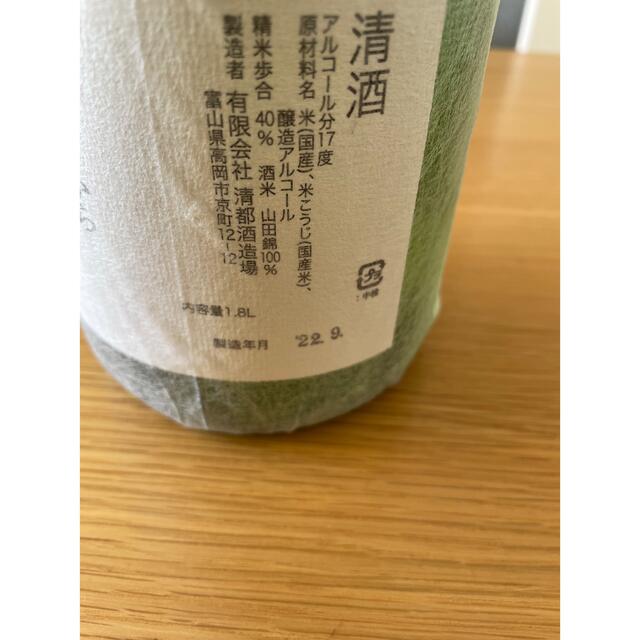 清酒
アルコール分17度
原材料名 米(国産)、米こうじ(国産米)、
醸造アルコール
精米歩合 40% 酒米 山田錦100%
製造者 有限会社 清都酒造場
富山県高岡市京町12-12
内容量1.8L
製造年月 '22.9.
プラ